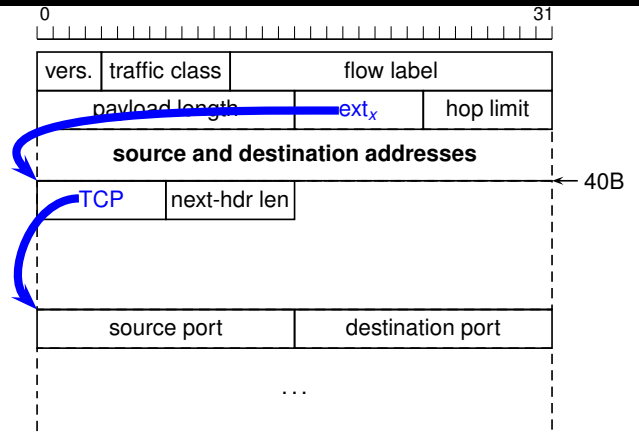 0 31
vers. traffic class flow label
payload length ext_x hop limit
source and destination addresses
40B
TCP next-hdr len
source port destination port
...